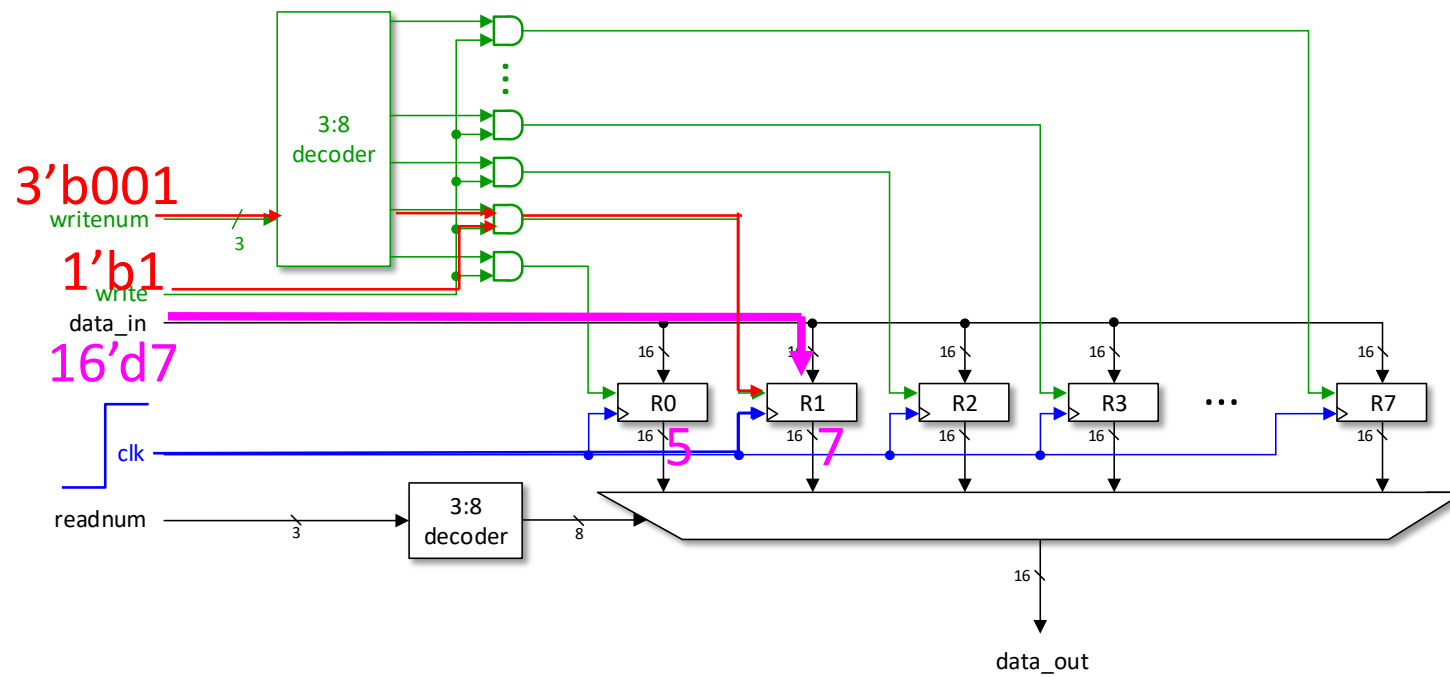 3:8
decoder
3'b001
writenum
3
1'b1
write
data_in
16'd7
16 16 16 16 16
R0 R1 R2 R3 ... R7
16 5 16 7 16 16 16
clk
readnum
3
3:8
decoder
8
16
data_out